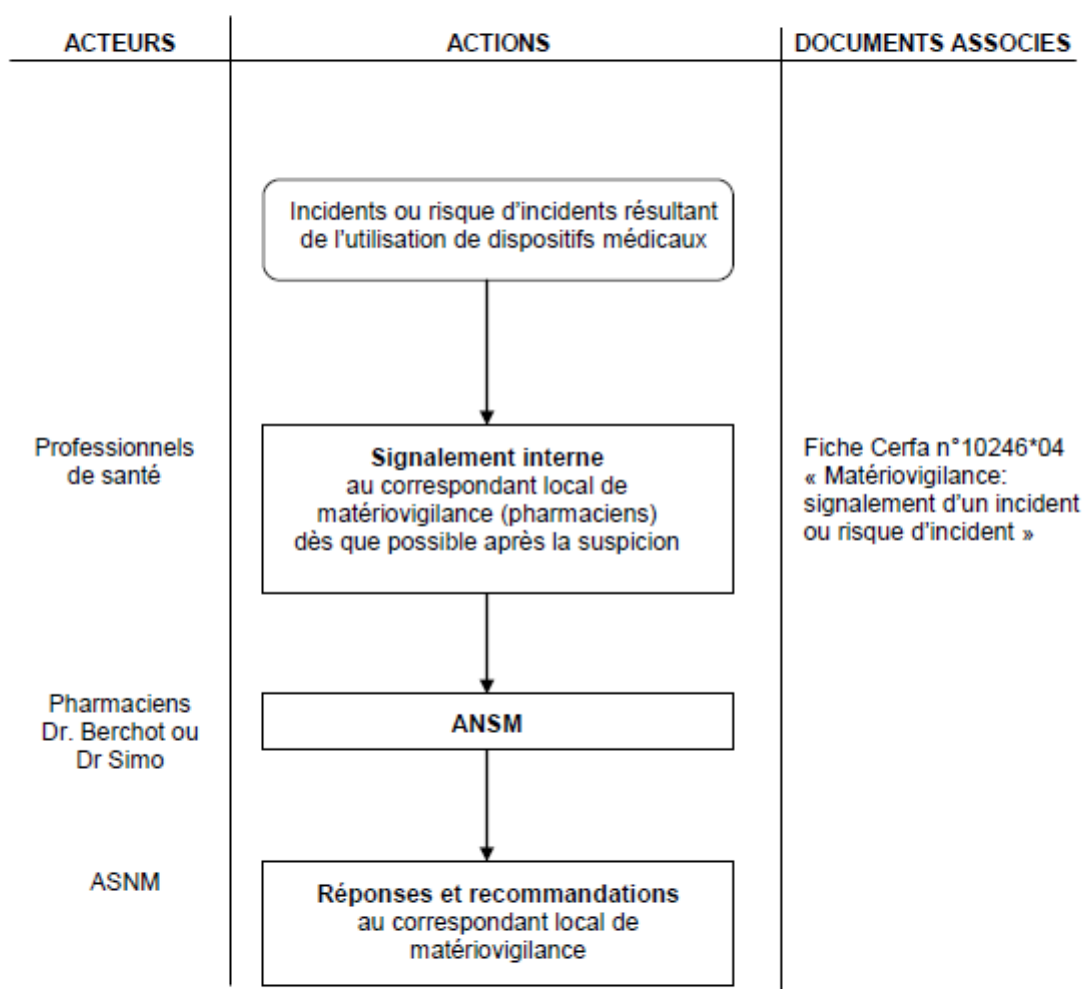 ACTEURS
ACTIONS
DOCUMENTS ASSOCIES
Incidents ou risque d'incidents résultant
de l'utilisation de dispositifs médicaux
Professionnels
de santé
Signalement interne
au correspondant local de
matériovigilance (pharmaciens)
dès que possible après la suspicion
Fiche Cerfa n°10246*04
« Matériovigilance:
signalement d'un incident
ou risque d'incident »
Pharmaciens
Dr. Berchot ou
Dr Simo
ANSM
ASNM
Réponses et recommandations
au correspondant local de
matériovigilance